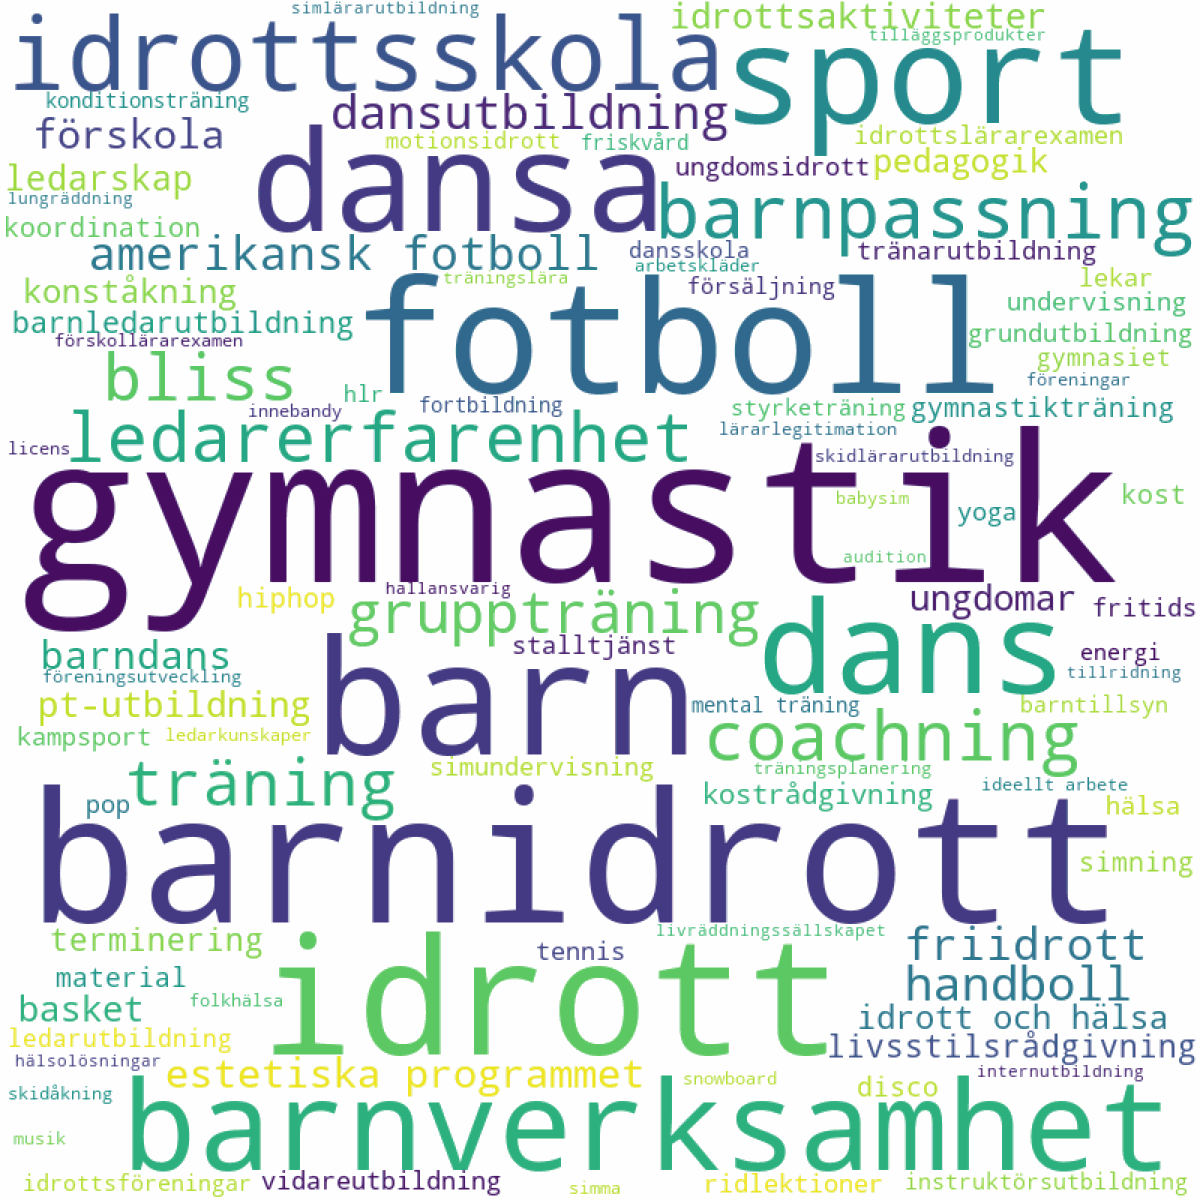 simlärarutbildning
idrottsaktiviteter
idrottsskola
sport
tilläggsprodukter
konditionsträning
dansutbildning
förskola
motionsidrott
friskvård
idrottslärarexamen
dansa
ungdomsidrott
pedagogik
ledarskap
lungräddning
barnpassning
koordination
amerikansk fotboll
dansskola
tränarutbildning
arbetskläder
träningslära
försäljning
lekar
konståkning
undervisning
barnledarutbildning
fotboll
grundutbildning
förskollärarexamen
gymnasiet
bliss
hlr
föreningar
innebandy
fortbildning
styrketräning
gymnastikträning
ledarerfarenhet
lärarlegitimation
licens
skidlärarutbildning
gymnastik
babysim
kost
yoga
audition
hallansvarig
hiphop
gruppträning
ungdomar
fritids
stalltjänst
dans
barndans
barn
energi
föreningsutveckling
tillridning
pt-utbildning
mental träning
barntillsyn
kampsport
ledarkunskaper
coachning
simundervisning
träningsplanering
träning
ideellt arbete
pop
kostrådgivning
hälsa
barnidrott
simning
livräddningssällskapet
terminering
idrott
tennis
friidrott
material
handboll
basket
folkhälsa
idrott och hälsa
ledarutbildning
livsstilsrådgivning
hälsolösningar
estetiska programmet
internutbildning
snowboard
disco
skidåkning
barnverksamhet
musik
idrottsföreningar
vidareutbildning
simma
ridlektioner
instruktörsutbildning